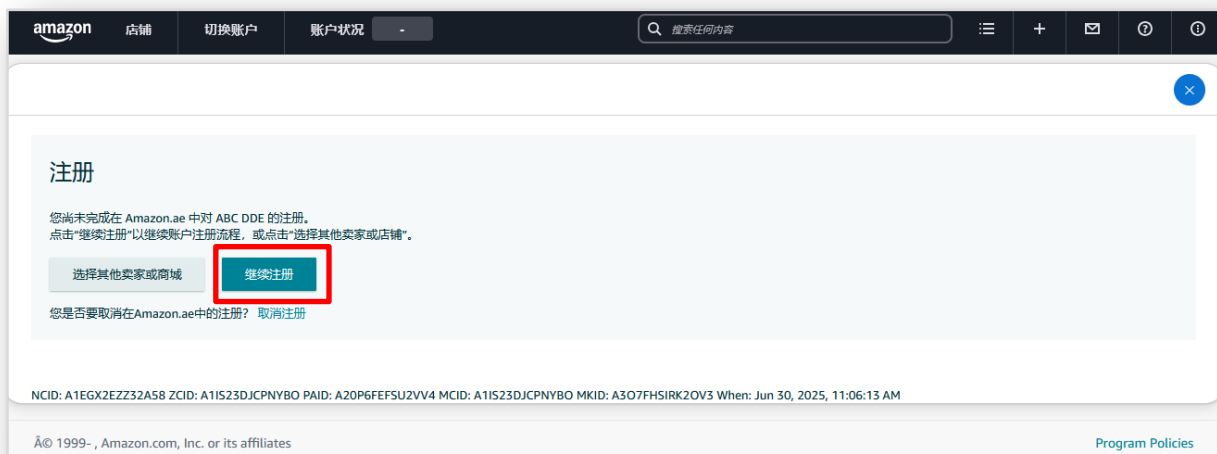 amazon 店铺 切换账户 账户状况 - 搜索任何内容
注册
您尚未完成在 Amazon.ae 中对 ABC DDE 的注册。
点击“继续注册”以继续账户注册流程，或点击“选择其他卖家或店铺”。
选择其他卖家或商城 继续注册
您是否要取消在Amazon.ae中的注册？ 取消注册
NCID: A1EGX2EZZ32A58 ZCID: A1IS23DJCPNYBO PAID: A20P6FEFSU2VV4 MCID: A1IS23DJCPNYBO MKID: A3O7FHSIRK2OV3 When: Jun 30, 2025, 11:06:13 AM
Â© 1999- , Amazon.com, Inc. or its affiliates Program Policies